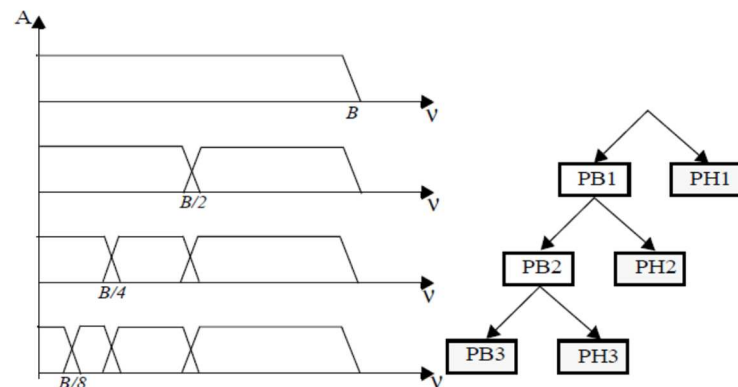 A
B
ν
B/2
ν
B/4
ν
B/8
ν
PB1 PH1
PB2 PH2
PB3 PH3